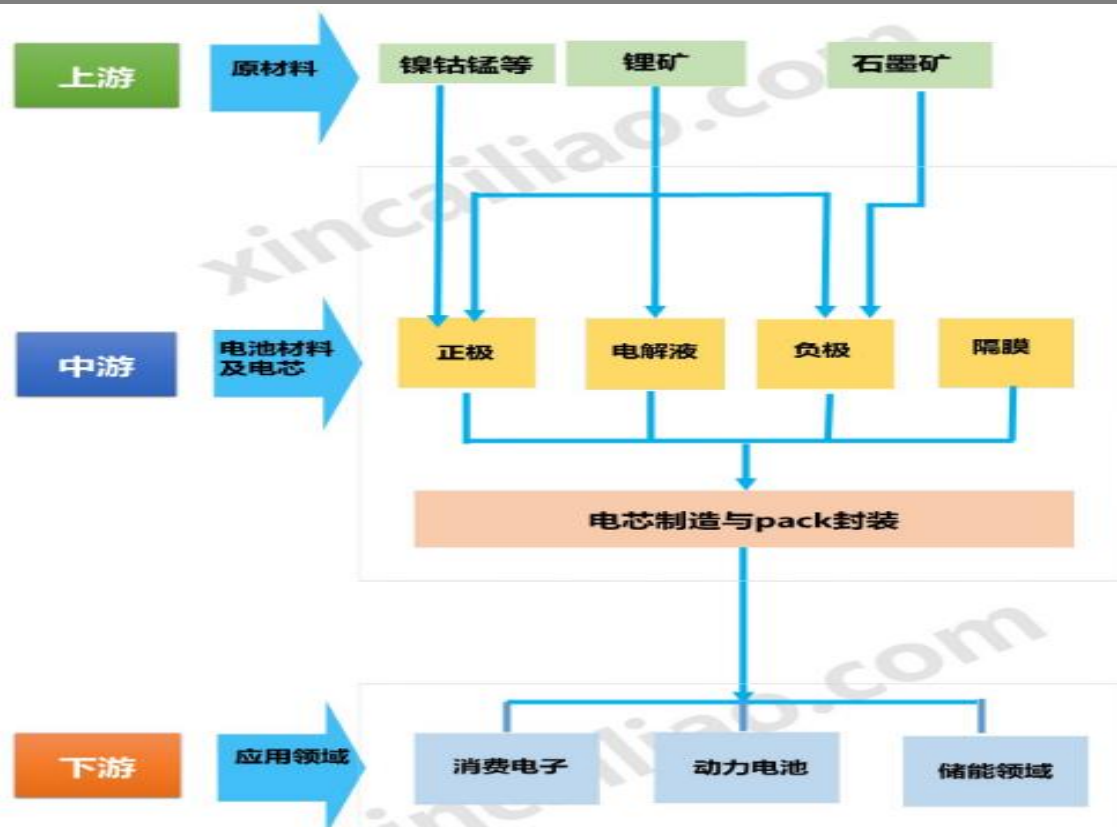 上游
原材料
镍钴锰等
锂矿
石墨矿
xincailiao.com
中游
电池材料
及电芯
正极
电解液
负极
隔膜
电芯制造与pack封装
下游
应用领域
消费电子
动力电池
储能领域
xincailiao.com